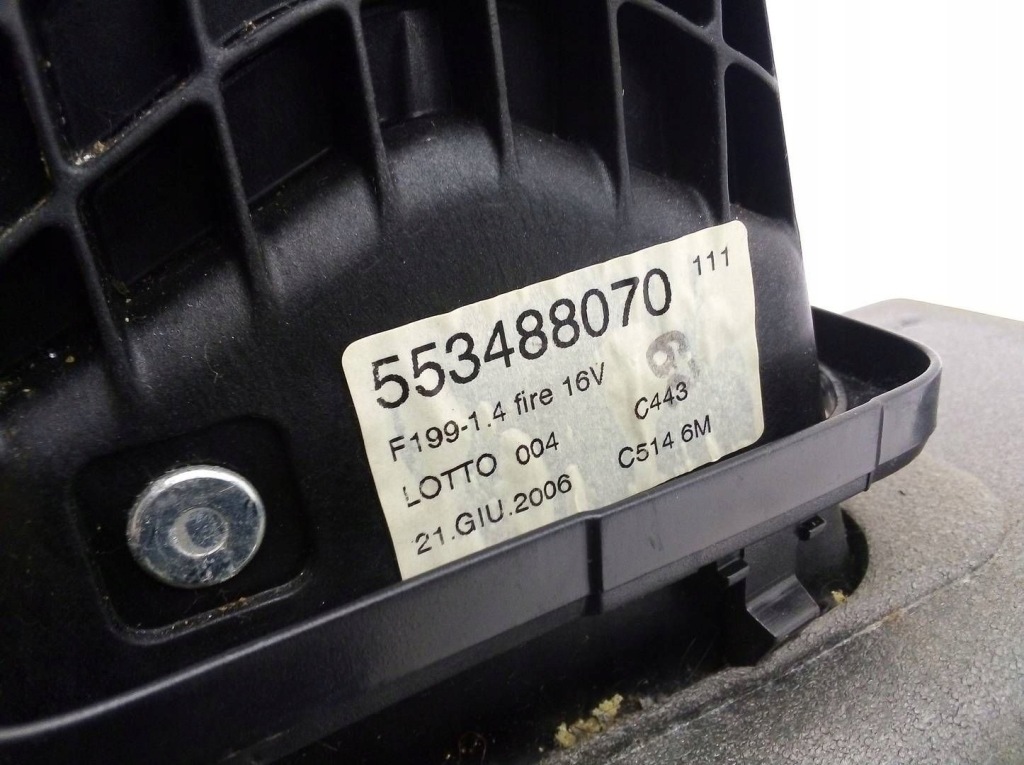 553488070 111
F199-1.4 fire 16V
LOTTO 004 C443
21.GIU.2006 C514 6M